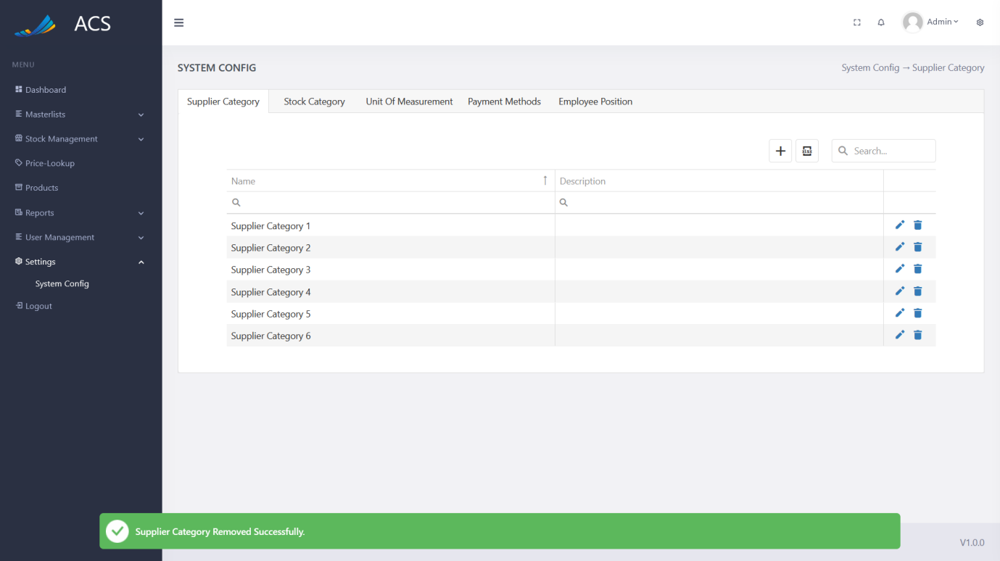 ACS
Admin
MENU
Dashboard
Masterlists
Stock Management
Price-Lookup
Products
Reports
User Management
Settings
System Config
Logout
SYSTEM CONFIG
System Config → Supplier Category
Supplier Category Stock Category Unit Of Measurement Payment Methods Employee Position
XLSX Search...
Name Description
Supplier Category 1
Supplier Category 2
Supplier Category 3
Supplier Category 4
Supplier Category 5
Supplier Category 6
Supplier Category Removed Successfully.
V1.0.0